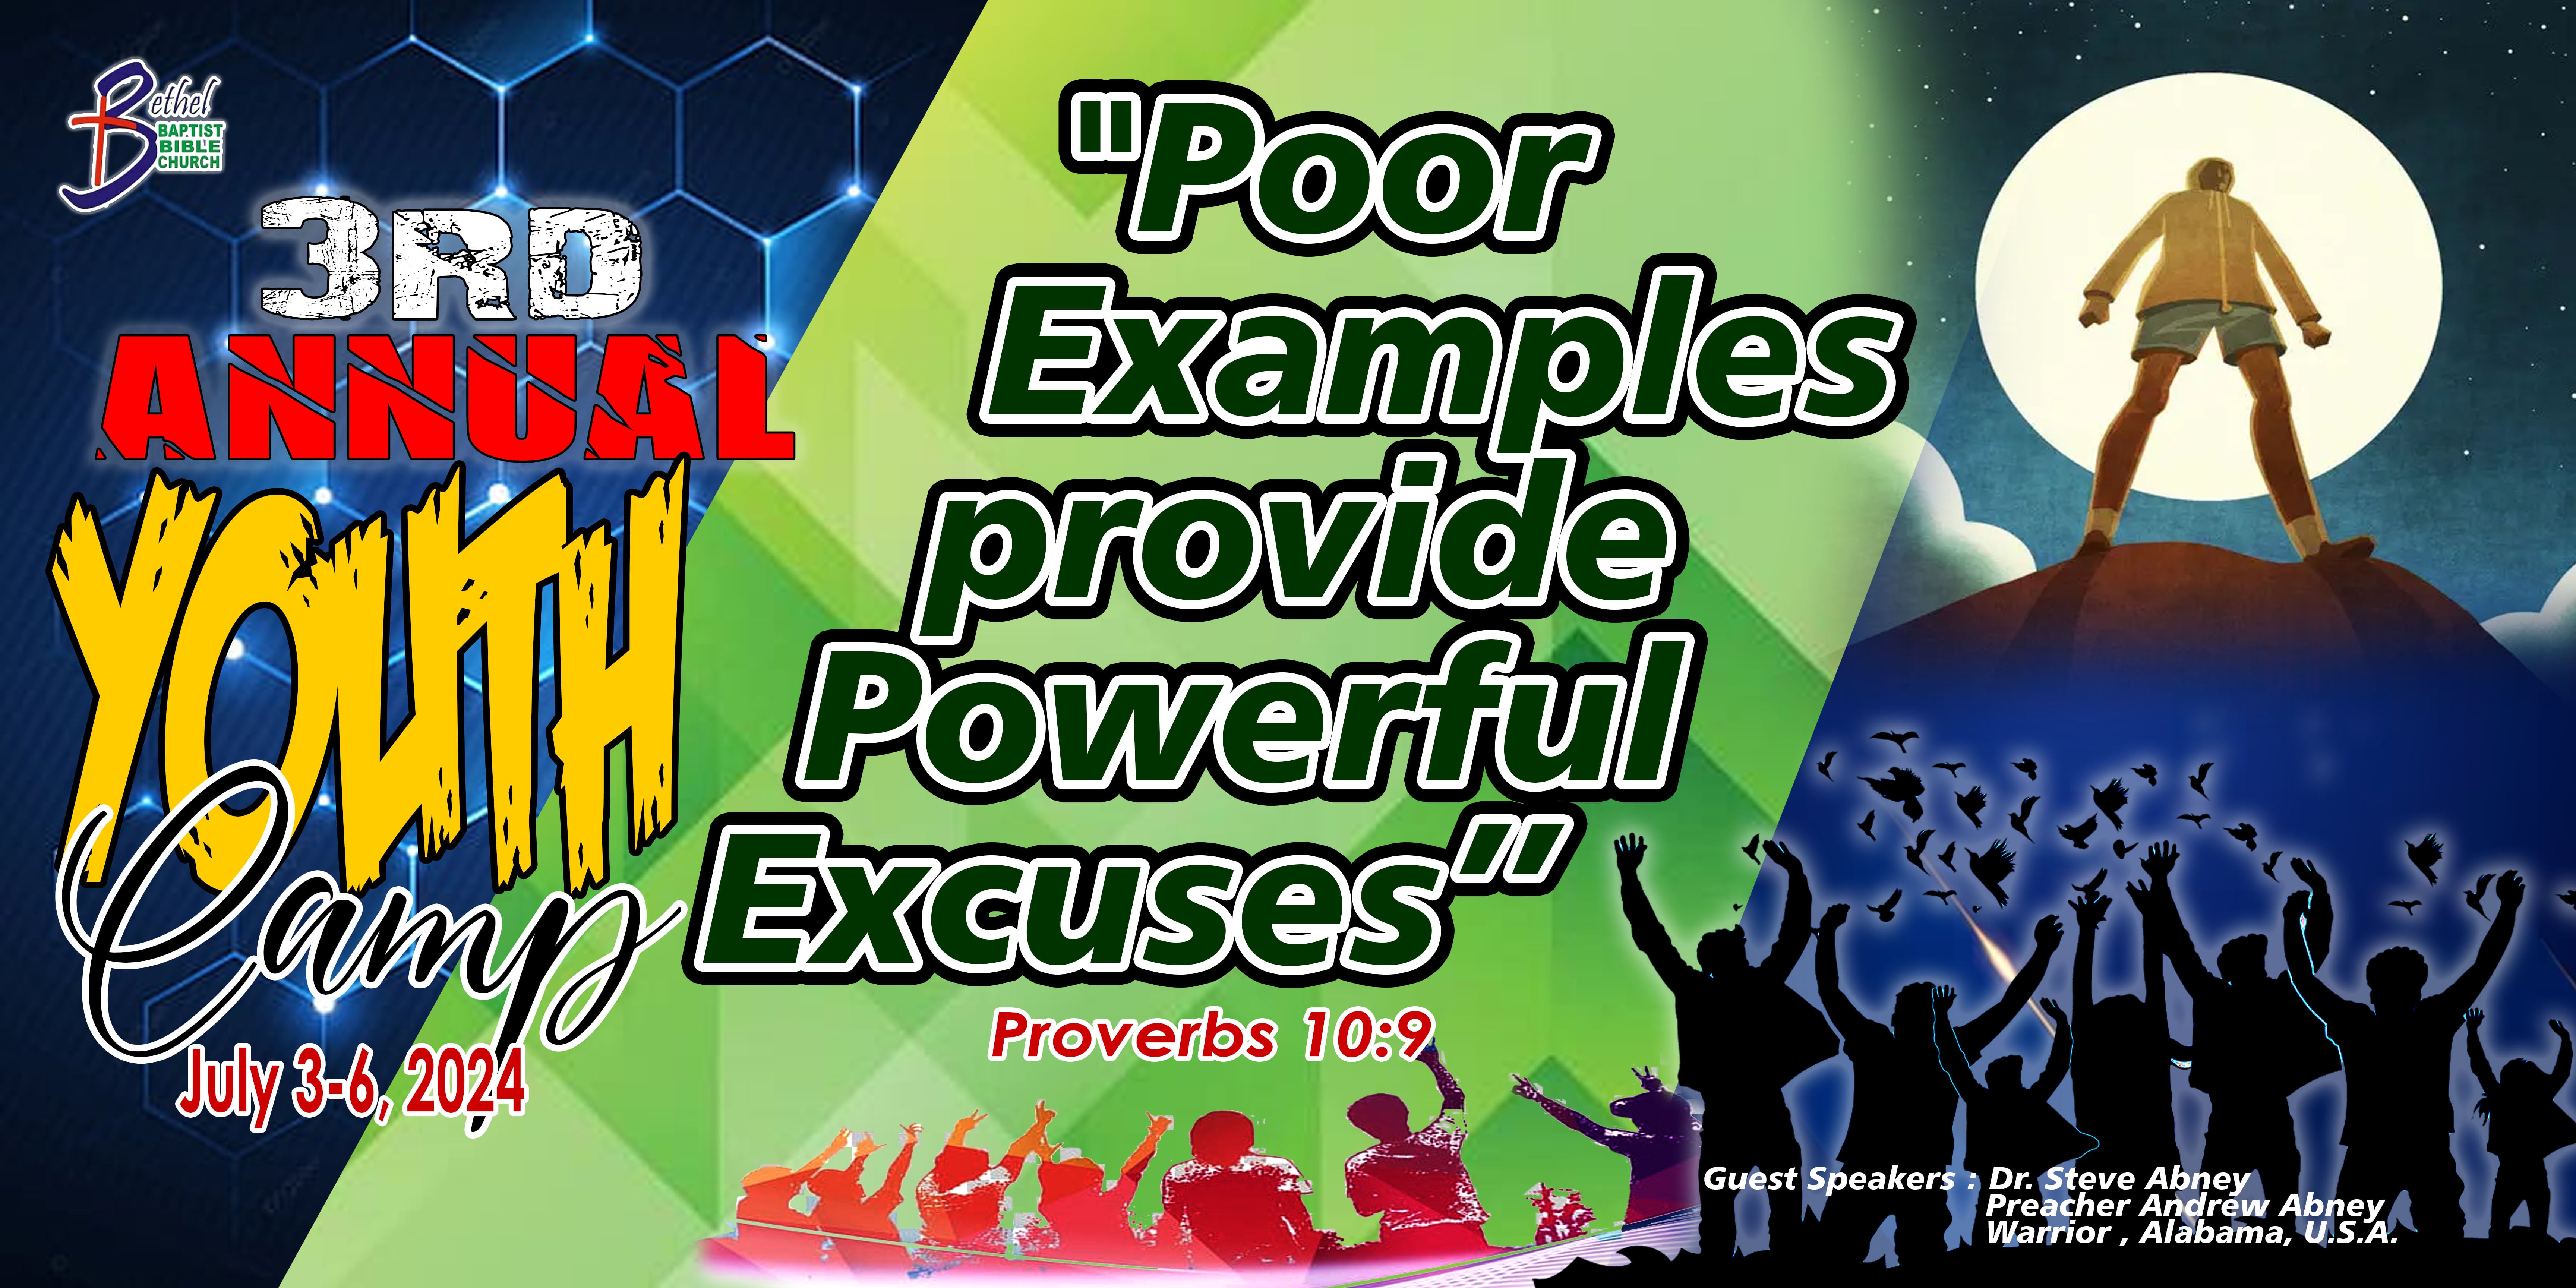 Bethel
BAPTIST
BIBLE
CHURCH
3RD
ANNUAL
YOUTH
Camp
July 3-6, 2024
"Poor
Examples
provide
Powerful
Excuses”
Proverbs 10:9
Guest Speakers : Dr. Steve Abney
Preacher Andrew Abney
Warrior , Alabama, U.S.A.